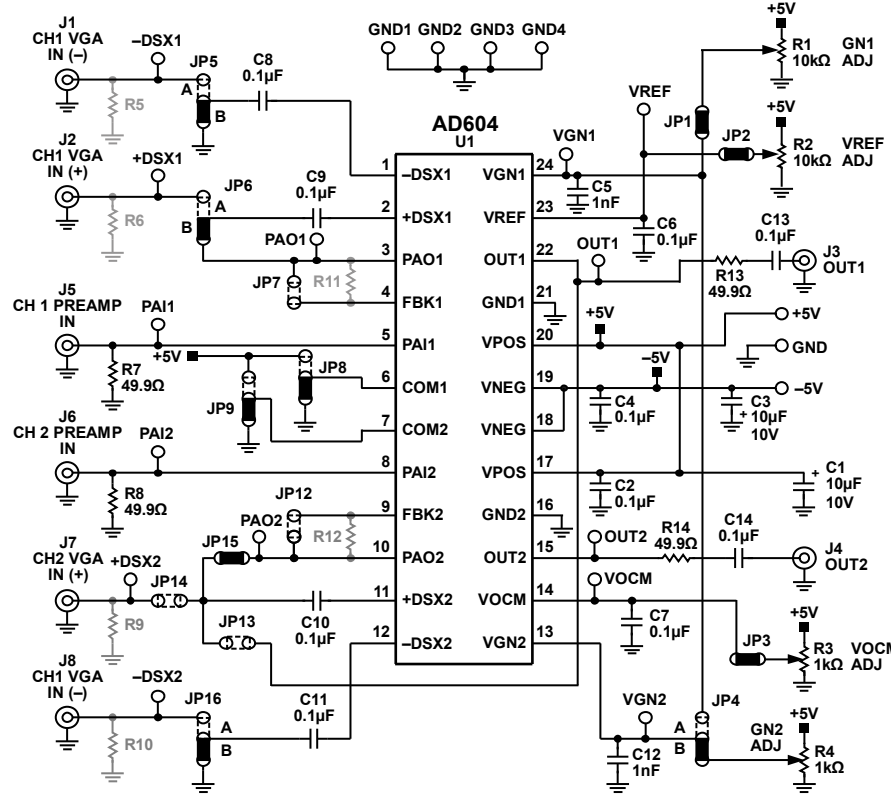 J1
CH1 VGA
IN (–)
–DSX1
R5
JP5
A
B
C8
0.1µF
J2
CH1 VGA
IN (+)
+DSX1
R6
JP6
A
B
C9
0.1µF
PAO1
JP7
R11
J5
CH 1 PREAMP
IN
PAI1
R7
49.9Ω
+5V
JP8
JP9
J6
CH 2 PREAMP
IN
PAI2
R8
49.9Ω
JP12
R12
PAO2
JP15
J7
CH2 VGA
IN (+)
+DSX2
JP14
R9
JP13
C10
0.1µF
J8
CH1 VGA
IN (–)
–DSX2
R10
JP16
A
B
C11
0.1µF
GND1 GND2 GND3 GND4
AD604
U1
1 –DSX1
2 +DSX1
3 PAO1
4 FBK1
5 PAI1
6 COM1
7 COM2
8 PAI2
9 FBK2
10 PAO2
11 +DSX2
12 –DSX2
VGN1 24
VREF 23
OUT1 22
GND1 21
VPOS 20
VNEG 19
VNEG 18
VPOS 17
GND2 16
OUT2 15
VOCM 14
VGN2 13
VGN1
C5
1nF
VREF
C6
0.1µF
JP1
JP2
+5V
R1
10kΩ
GN1
ADJ
+5V
R2
10kΩ
VREF
ADJ
OUT1
R13
49.9Ω
C13
0.1µF
J3
OUT1
+5V
+5V
GND
–5V
–5V
C4
0.1µF
C3
+
10µF
10V
C2
0.1µF
C1
+
10µF
10V
OUT2
R14
49.9Ω
C14
0.1µF
J4
OUT2
VOCM
C7
0.1µF
JP3
+5V
R3
1kΩ
VOCM
ADJ
VGN2
C12
1nF
JP4
A
B
GN2
ADJ
+5V
R4
1kΩ